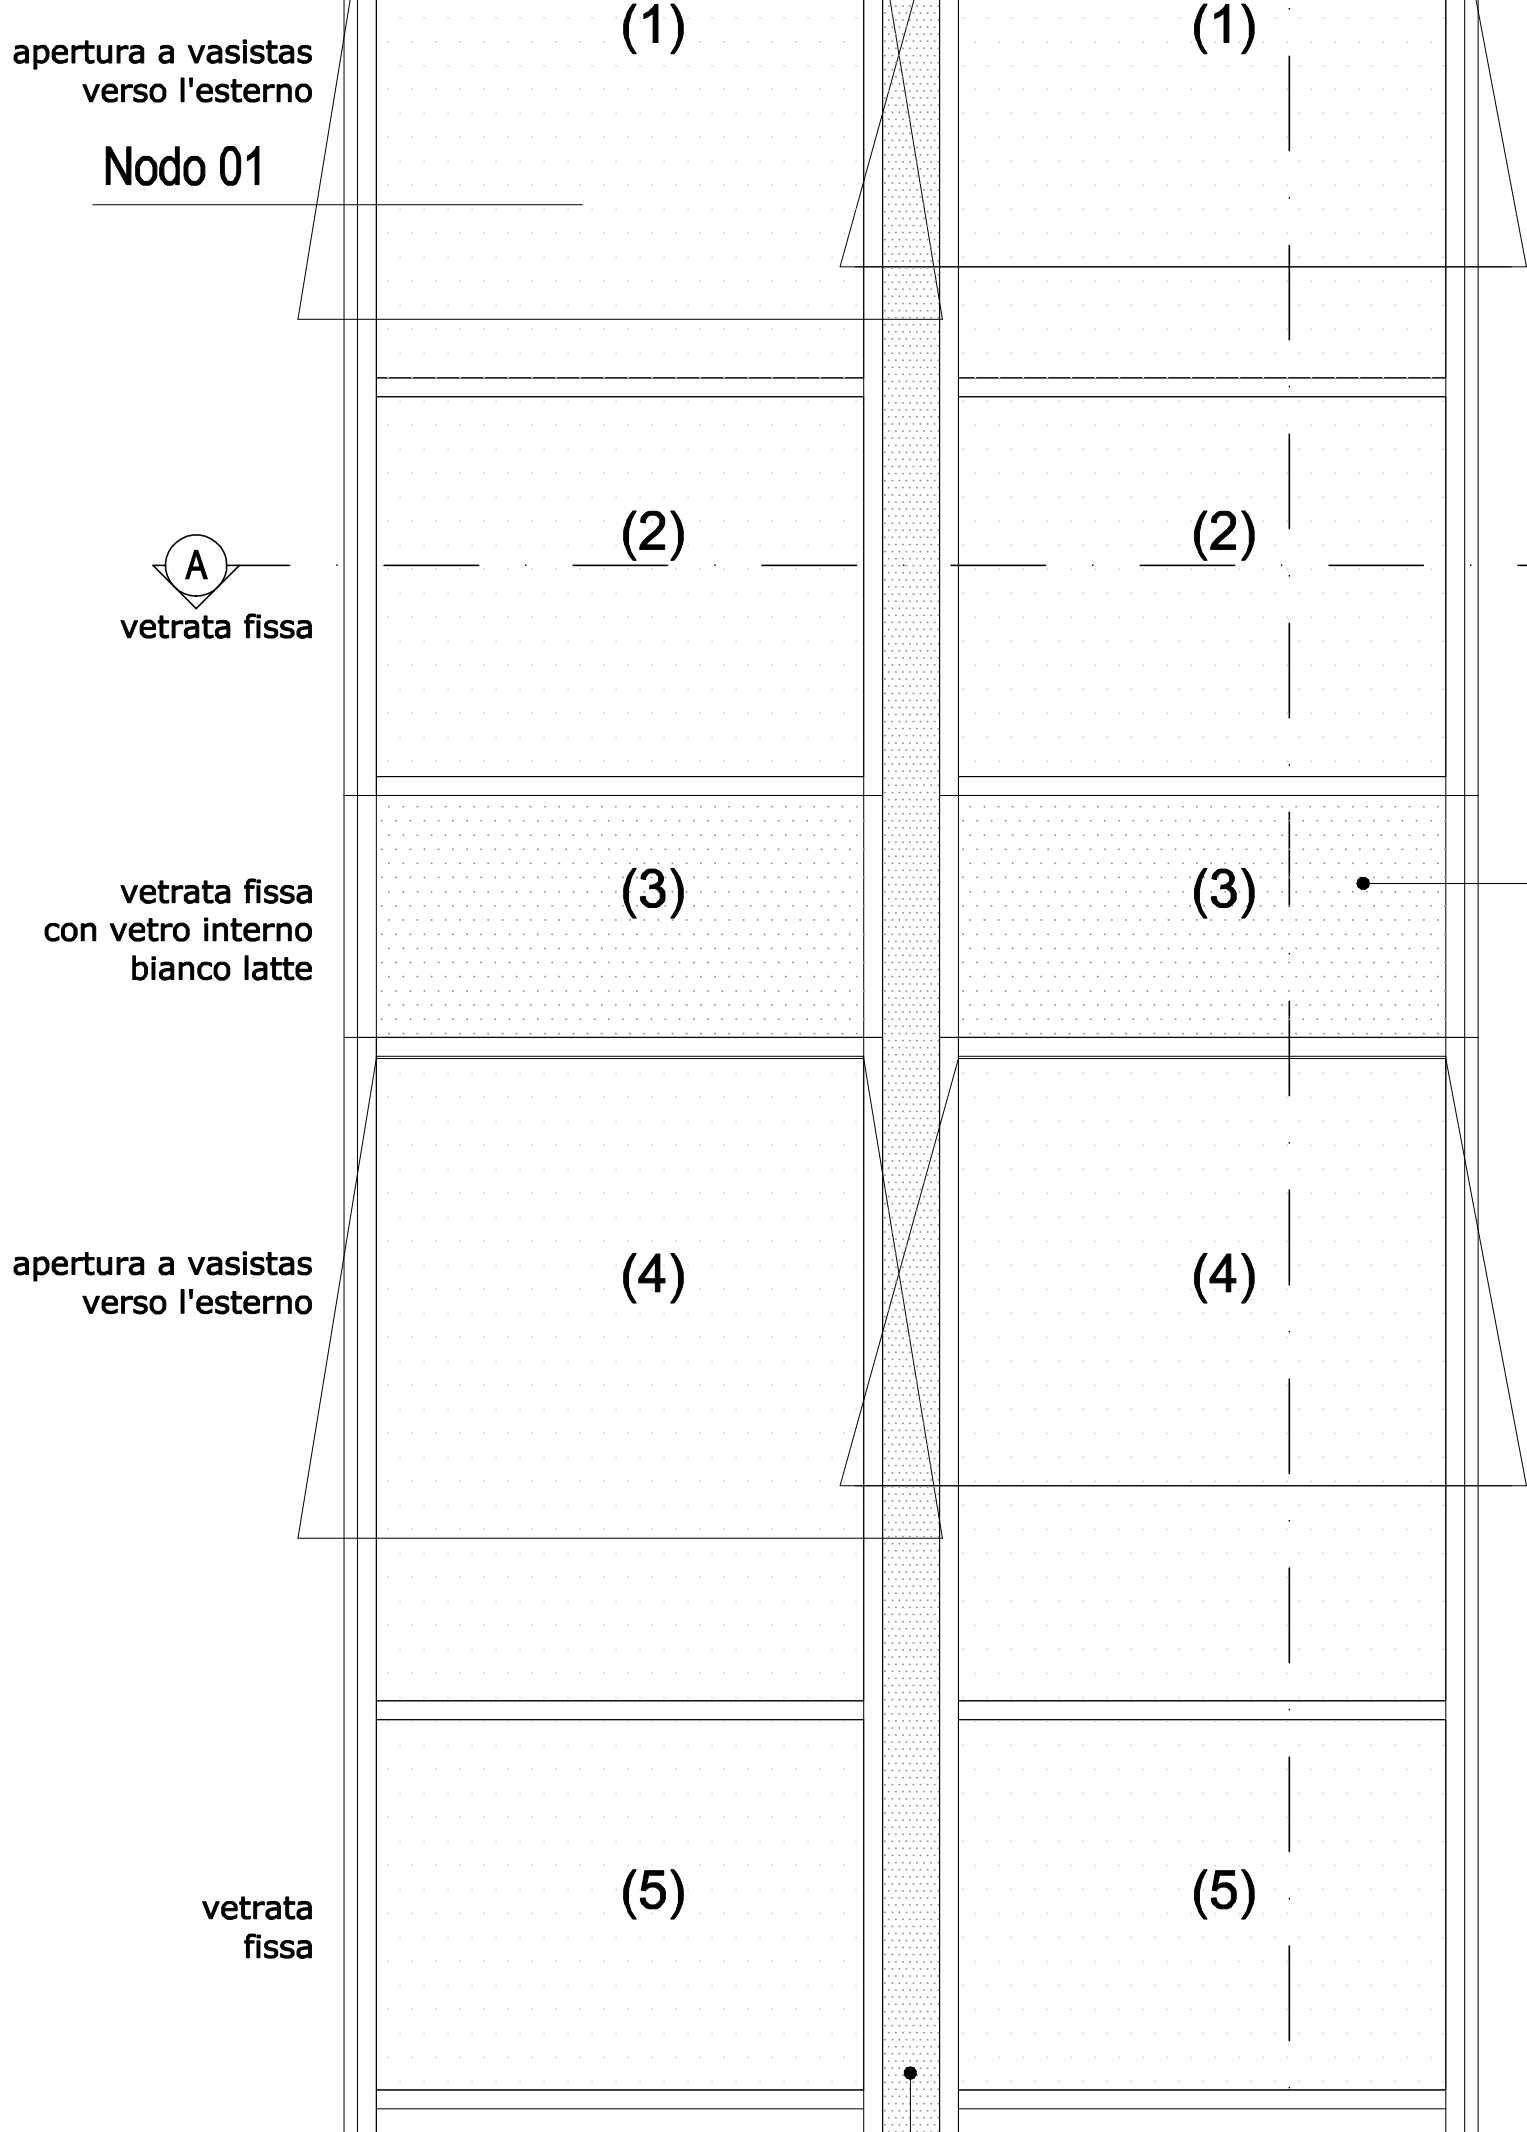 (1) (1)
apertura a vasistas
verso l'esterno
Nodo 01
(2) (2)
A
vetrata fissa
(3) (3)
vetrata fissa
con vetro interno
bianco latte
apertura a vasistas
verso l'esterno
(4) (4)
(5) (5)
vetrata
fissa